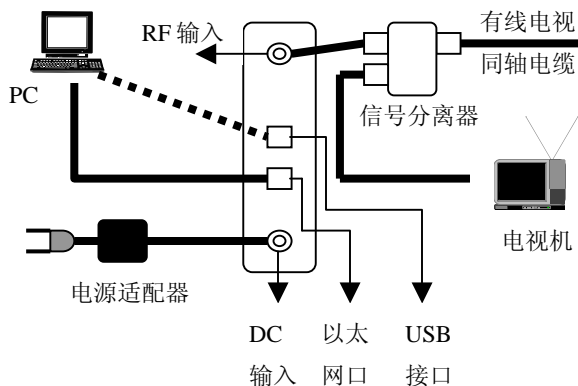 有线电视
RF 输入
同轴电缆
PC
信号分离器
电视机
电源适配器
DC
输入
以太
网口
USB
接口